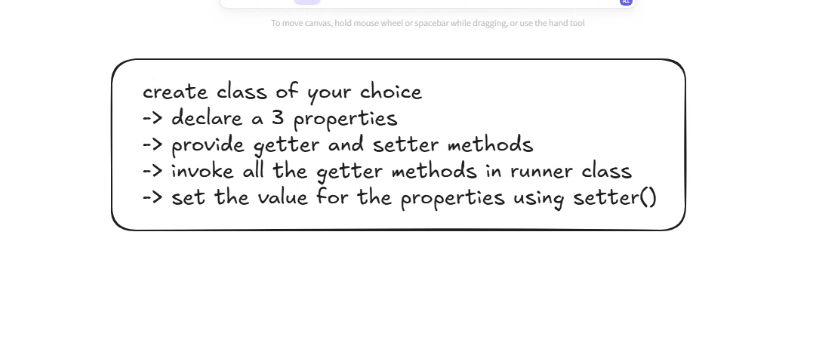 AI
To move canvas, hold mouse wheel or spacebar while dragging, or use the hand tool
create class of your choice
-> declare a 3 properties
-> provide getter and setter methods
-> invoke all the getter methods in runner class
-> set the value for the properties using setter()